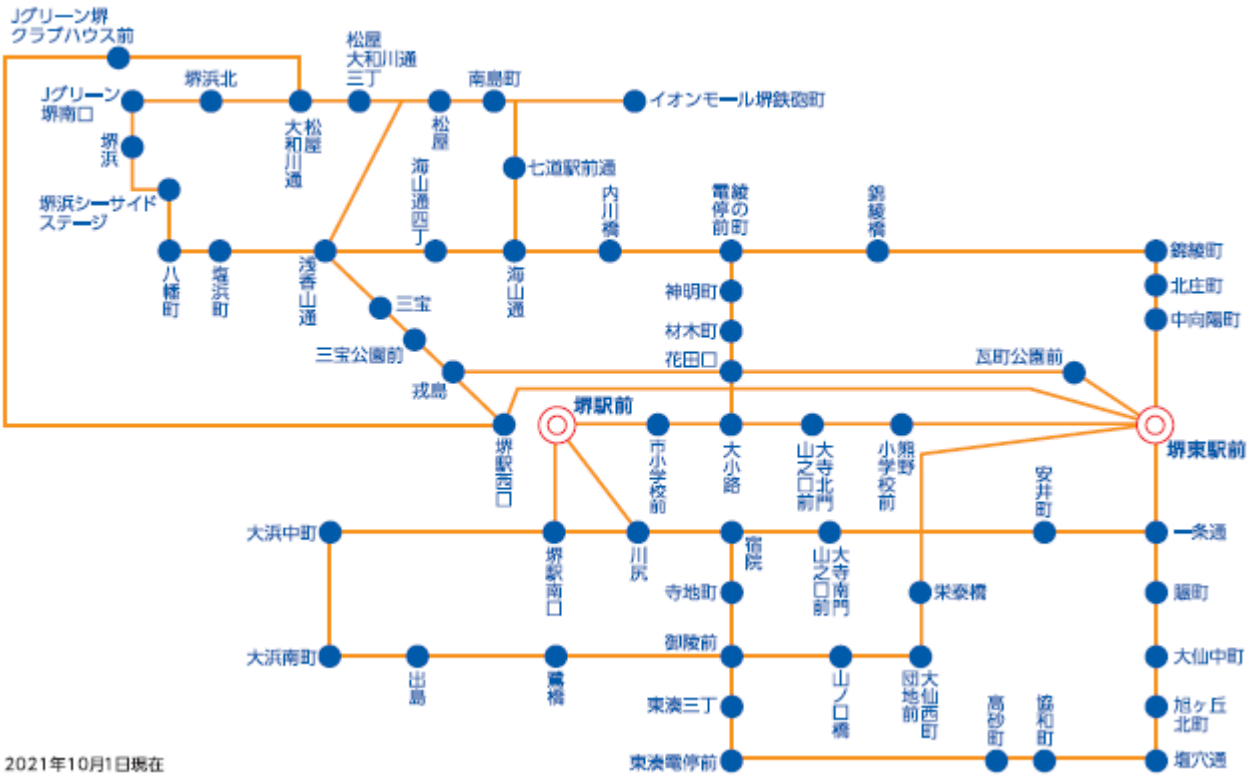 Jグリーン堺
クラブハウス前
松屋
大和川通
三丁
堺浜北
南島町
Jグリーン
堺南口
イオンモール堺鉄砲町
松屋
大和川通
松屋
堺浜
七道駅前通
海山通四丁
内川橋
綾の町
電停前
錦綾橋
堺浜シーサイド
ステージ
錦綾町
八幡町
塩浜町
浅香山通
海山通
北庄町
神明町
三宝
中向陽町
材木町
三宝公園前
花田口
瓦町公園前
戎島
堺駅前
堺駅西口
市小学校前
大小路
大寺北門
山之口前
熊野
小学校前
堺東駅前
安井町
大浜中町
一条通
堺駅南口
川尻
宿院
大寺南門
山之口前
寺地町
栄泰橋
賑町
御陵前
大浜南町
大仙中町
出島
鷺橋
山ノ口橋
大仙西町
団地前
東湊三丁
高砂町
協和町
旭ヶ丘
北町
東湊電停前
塩穴通
2021年10月1日現在